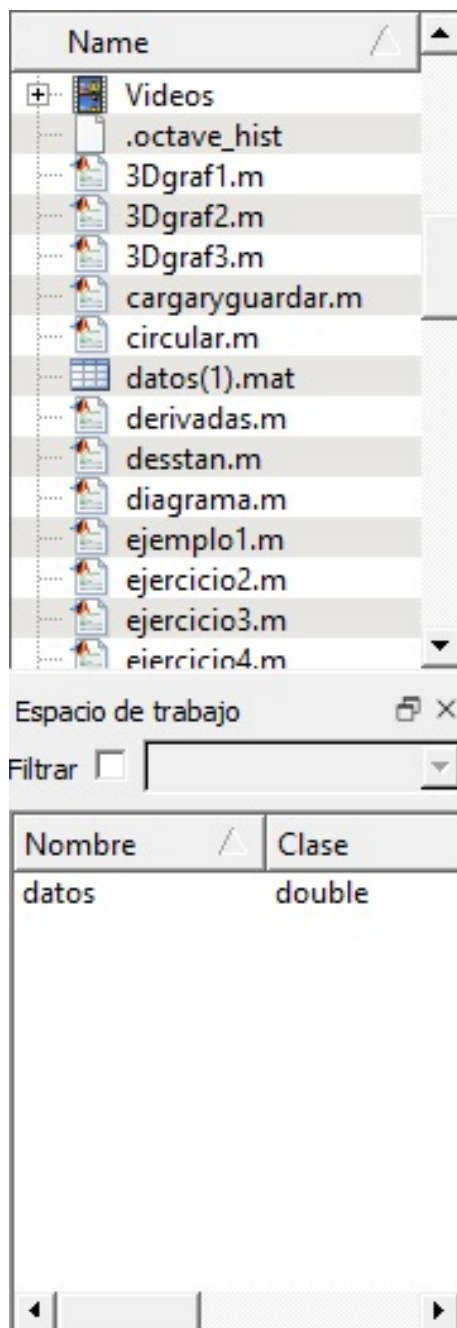 Name
Videos
.octave_hist
3Dgraf1.m
3Dgraf2.m
3Dgraf3.m
cargaryguardar.m
circular.m
datos(1).mat
derivadas.m
desstan.m
diagrama.m
ejemplo1.m
ejercicio2.m
ejercicio3.m
ejercicio4.m
Espacio de trabajo
Filtrar
Nombre Clase
datos double